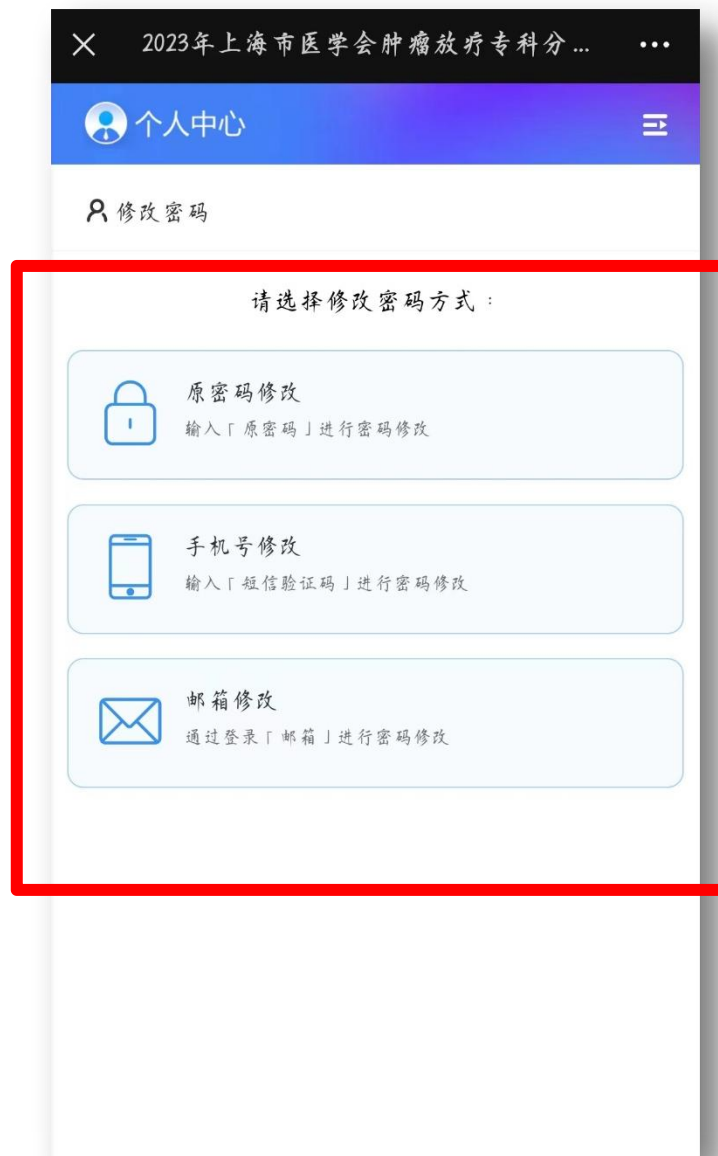 2023年上海市医学会肿瘤放疗专科分...
个人中心
修改密码
请选择修改密码方式：
原密码修改
输入「原密码」进行密码修改
手机号修改
输入「短信验证码」进行密码修改
邮箱修改
通过登录「邮箱」进行密码修改